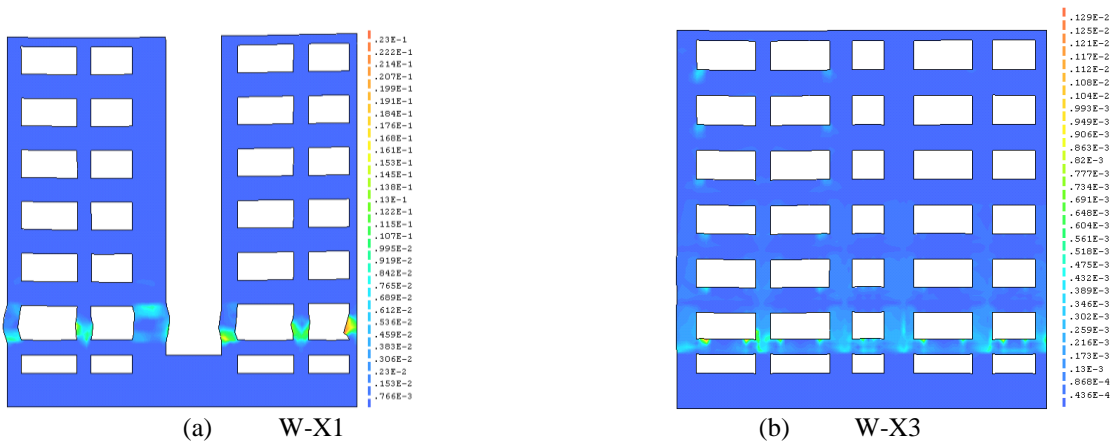 .23E-1
.222E-1
.214E-1
.207E-1
.199E-1
.191E-1
.184E-1
.176E-1
.168E-1
.161E-1
.153E-1
.145E-1
.138E-1
.13E-1
.122E-1
.115E-1
.107E-1
.995E-2
.919E-2
.842E-2
.765E-2
.689E-2
.612E-2
.536E-2
.459E-2
.383E-2
.306E-2
.23E-2
.153E-2
.766E-3
.129E-2
.125E-2
.121E-2
.117E-2
.112E-2
.108E-2
.104E-2
.993E-3
.949E-3
.906E-3
.863E-3
.82E-3
.777E-3
.734E-3
.691E-3
.648E-3
.604E-3
.561E-3
.518E-3
.475E-3
.432E-3
.389E-3
.346E-3
.302E-3
.259E-3
.216E-3
.173E-3
.13E-3
.868E-4
.436E-4
(a) W-X1
(b) W-X3